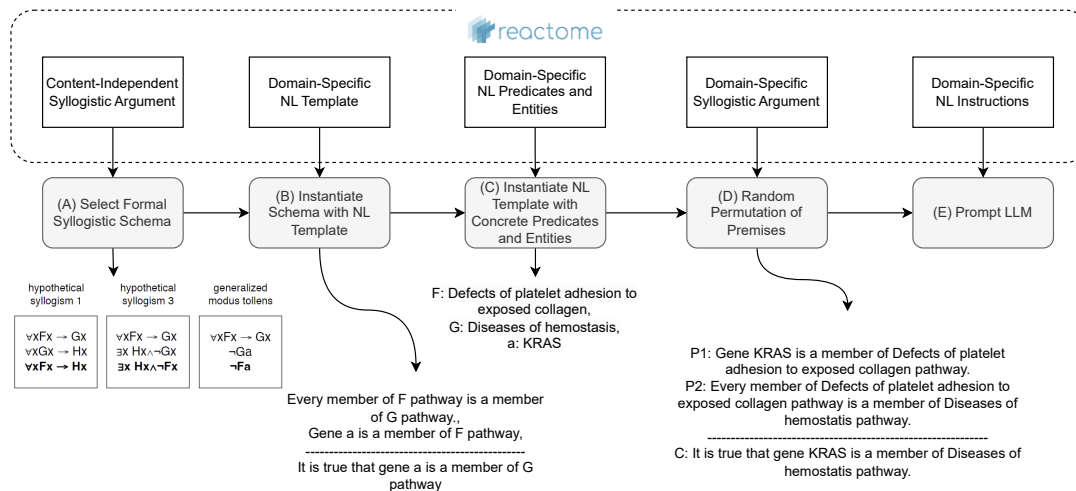 reactome
Content-Independent
Syllogistic Argument
Domain-Specific
NL Template
Domain-Specific
NL Predicates and
Entities
Domain-Specific
Syllogistic Argument
Domain-Specific
NL Instructions
(A) Select Formal
Syllogistic Schema
(B) Instantiate
Schema with NL
Template
(C) Instantiate NL
Template with
Concrete Predicates
and Entities
(D) Random
Permutation of
Premises
(E) Prompt LLM
hypothetical
syllogism 1
∀xFx → Gx
∀xGx → Hx
∀xFx → Hx
hypothetical
syllogism 3
∀xFx → Gx
∃x Hx∧¬Gx
∃x Hx∧¬Fx
generalized
modus tollens
∀xFx → Gx
¬Ga
¬Fa
F: Defects of platelet adhesion to
exposed collagen,
G: Diseases of hemostasis,
a: KRAS
Every member of F pathway is a member
of G pathway.,
Gene a is a member of F pathway,
It is true that gene a is a member of G
pathway
P1: Gene KRAS is a member of Defects of platelet
adhesion to exposed collagen pathway.
P2: Every member of Defects of platelet adhesion to
exposed collagen pathway is a member of Diseases of
hemostatis pathway.
C: It is true that gene KRAS is a member of Diseases of
hemostatis pathway.